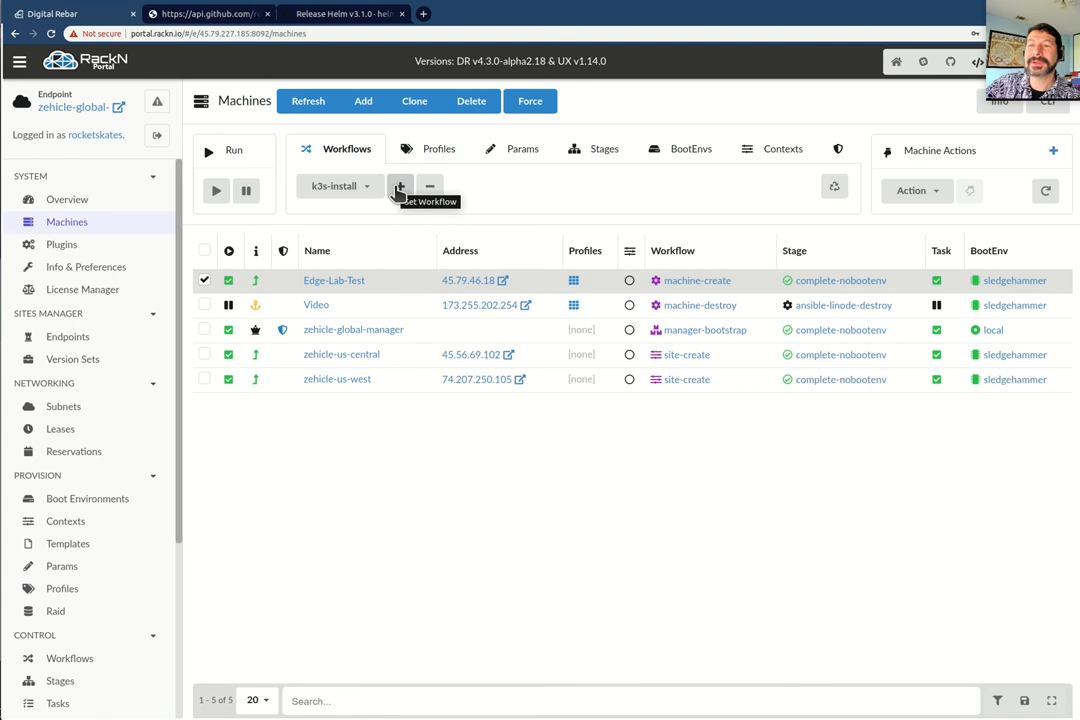 Digital Rebar
https://api.github.com/r
Release Helm v3.1.0 · helm
Not secure
portal.rackn.io/#/e/45.79.227.185:8092/machines
RackN
Portal
Versions: DR v4.3.0-alpha2.18 & UX v1.14.0
Endpoint
zehicle-global-
Logged in as rocketskates.
Machines
Refresh
Add
Clone
Delete
Force
Info
CLI
Run
Workflows
Profiles
Params
Stages
BootEnvs
Contexts
Machine Actions
k3s-install
Set Workflow
Action
SYSTEM
Overview
Machines
Plugins
Info & Preferences
License Manager
SITES MANAGER
Endpoints
Version Sets
NETWORKING
Subnets
Leases
Reservations
PROVISION
Boot Environments
Contexts
Templates
Params
Profiles
Raid
CONTROL
Workflows
Stages
Tasks
Name Address Profiles Workflow Stage Task BootEnv
Edge-Lab-Test 45.79.46.18 machine-create complete-nobootenv sledgehammer
Video 173.255.202.254 machine-destroy ansible-linode-destroy sledgehammer
zehicle-global-manager [none] manager-bootstrap complete-nobootenv local
zehicle-us-central 45.56.69.102 [none] site-create complete-nobootenv sledgehammer
zehicle-us-west 74.207.250.105 [none] site-create complete-nobootenv sledgehammer
1 - 5 of 5
20
Search...